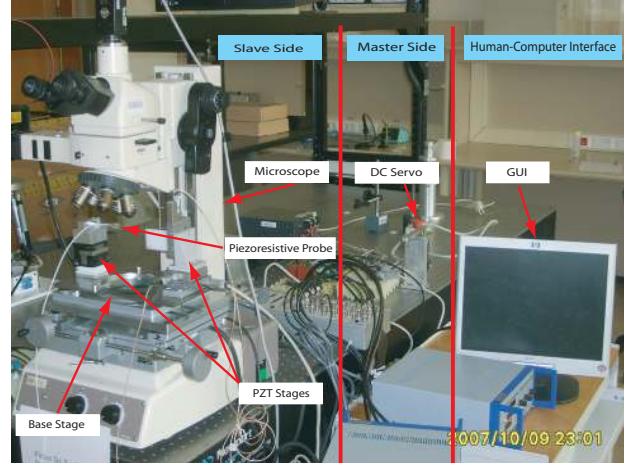 Slave Side
Master Side
Human-Computer Interface
Microscope
DC Servo
GUI
Piezoresistive Probe
PZT Stages
Base Stage
2007/10/09 23:01